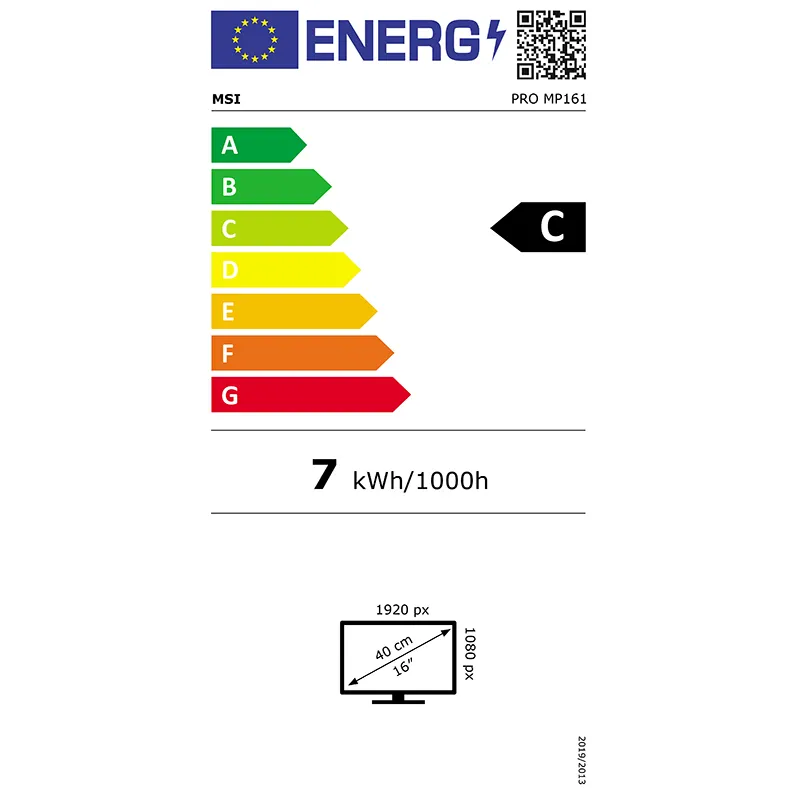 ENERG
MSI PRO MP161
A
B
C
C
D
E
F
G
7 kWh/1000h
1920 px
1080 px
40 cm
16”
2019/2013